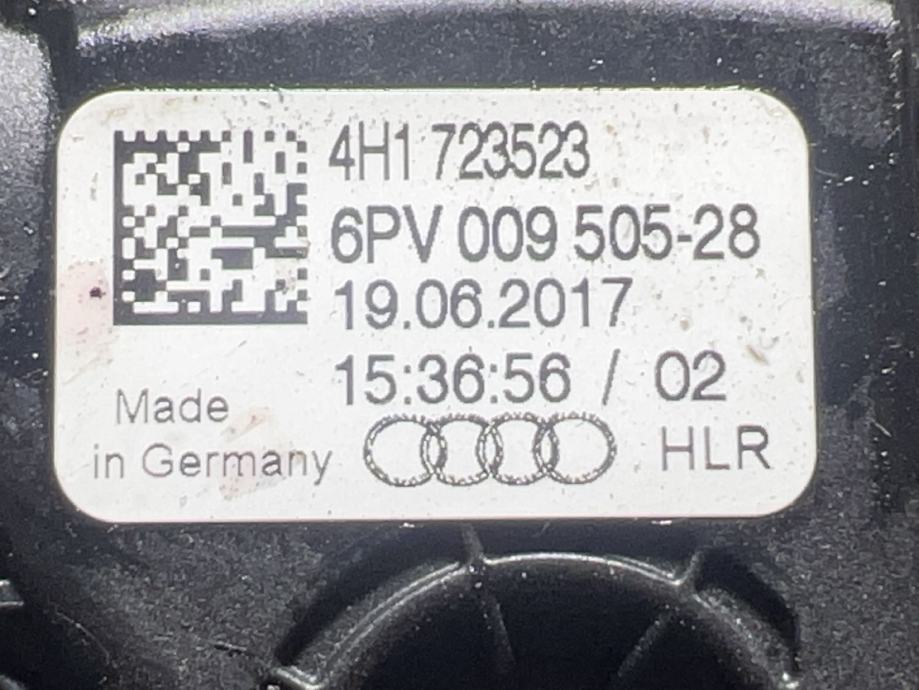 4H1 723523
6PV 009 505-28
19.06.2017
15:36:56 / 02
Made
in Germany
HLR